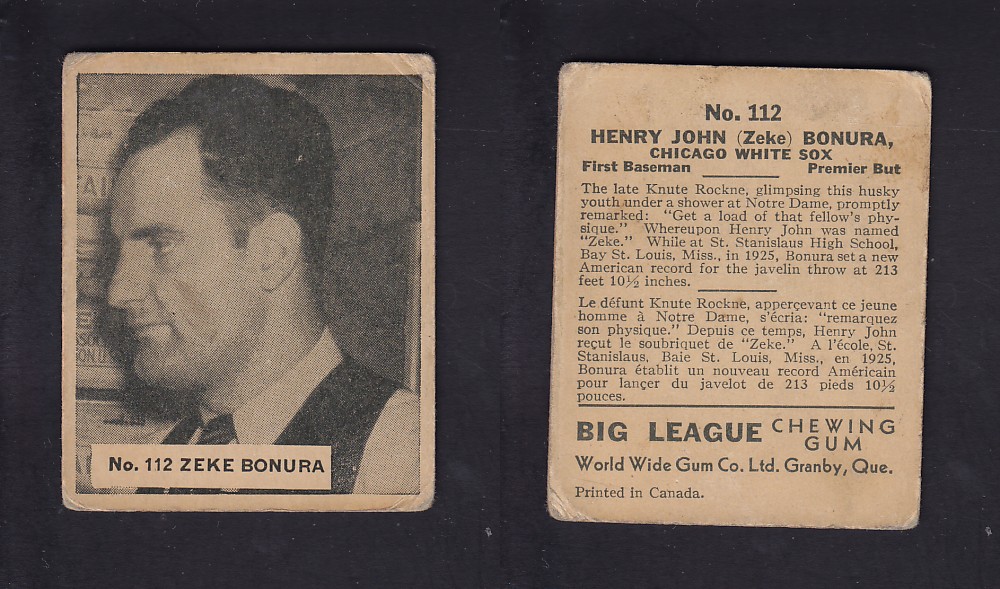 No. 112 ZEKE BONURA
No. 112
HENRY JOHN (Zeke) BONURA,
CHICAGO WHITE SOX
First Baseman Premier But
The late Knute Rockne, glimpsing this husky
youth under a shower at Notre Dame, promptly
remarked: "Get a load of that fellow's phy-
sique." Whereupon Henry John was named
"Zeke." While at St. Stanislaus High School,
Bay St. Louis, Miss., in 1925, Bonura set a new
American record for the javelin throw at 213
feet 10½ inches.
Le défunt Knute Rockne, apperçevant ce jeune
homme à Notre Dame, s'écria: "remarquez
son physique." Depuis ce temps, Henry John
reçut le soubriquet de "Zeke." A l'école, St.
Stanislaus, Baie St. Louis, Miss., en 1925,
Bonura établit un nouveau record Américain
pour lançer du javelot de 213 pieds 10½
pouces.
BIG LEAGUE CHEWING
GUM
World Wide Gum Co. Ltd. Granby, Que.
Printed in Canada.